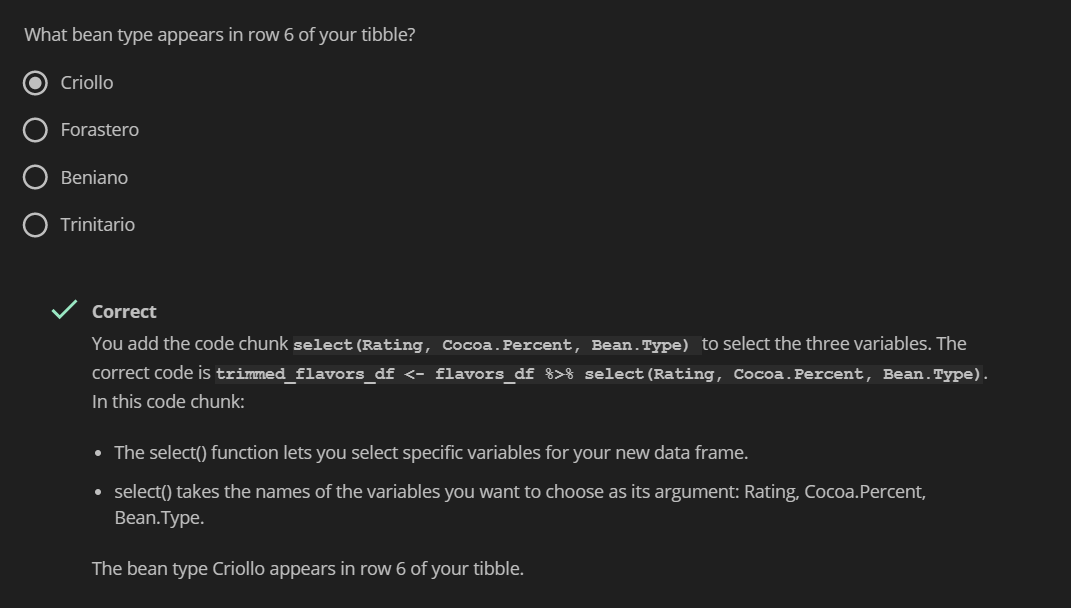 What bean type appears in row 6 of your tibble?
Criollo
Forastero
Beniano
Trinitario
Correct
You add the code chunk select(Rating, Cocoa.Percent, Bean.Type) to select the three variables. The
correct code is trimmed_flavors_df <- flavors_df %>% select(Rating, Cocoa.Percent, Bean.Type).
In this code chunk:
• The select() function lets you select specific variables for your new data frame.
• select() takes the names of the variables you want to choose as its argument: Rating, Cocoa.Percent,
Bean.Type.
The bean type Criollo appears in row 6 of your tibble.